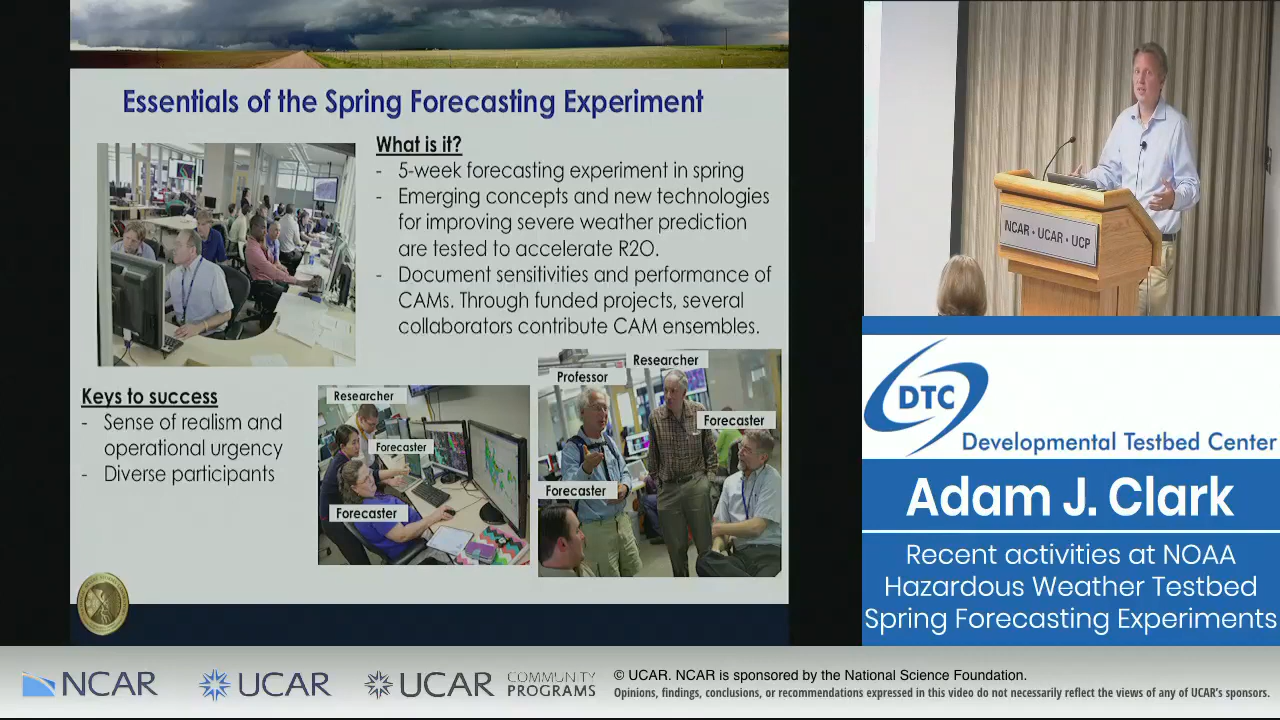 Essentials of the Spring Forecasting Experiment
What is it?
- 5-week forecasting experiment in spring
- Emerging concepts and new technologies
for improving severe weather prediction
are tested to accelerate R2O.
- Document sensitivities and performance of
CAMs. Through funded projects, several
collaborators contribute CAM ensembles.
Keys to success
- Sense of realism and
operational urgency
- Diverse participants
Researcher
Forecaster
Forecaster
Researcher
Professor
Forecaster
Forecaster
NCAR • UCAR • UCP
DTC
Developmental Testbed Center
Adam J. Clark
Recent activities at NOAA
Hazardous Weather Testbed
Spring Forecasting Experiments
NCAR
UCAR
UCAR
COMMUNITY
PROGRAMS
© UCAR. NCAR is sponsored by the National Science Foundation.
Opinions, findings, conclusions, or recommendations expressed in this video do not necessarily reflect the views of any of UCAR's sponsors.